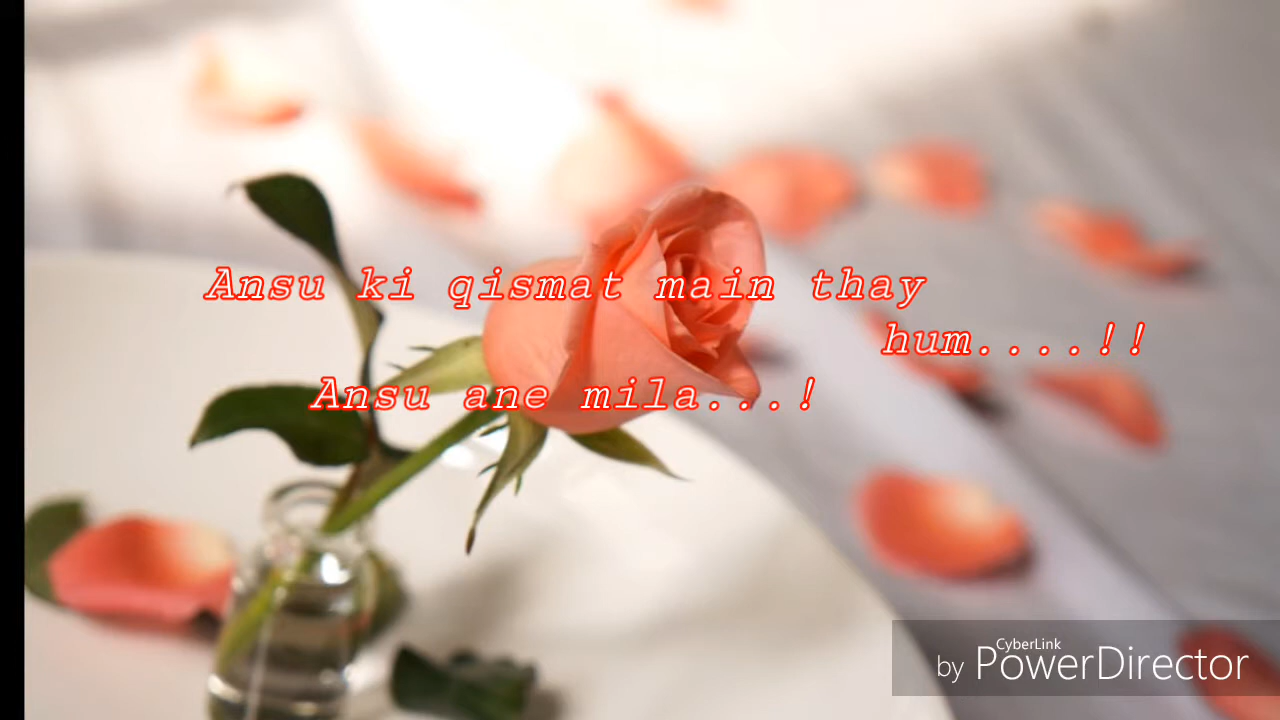 Ansu ki qismat main thay
hum....!!
Ansu ane mila...!
CyberLink
by PowerDirector